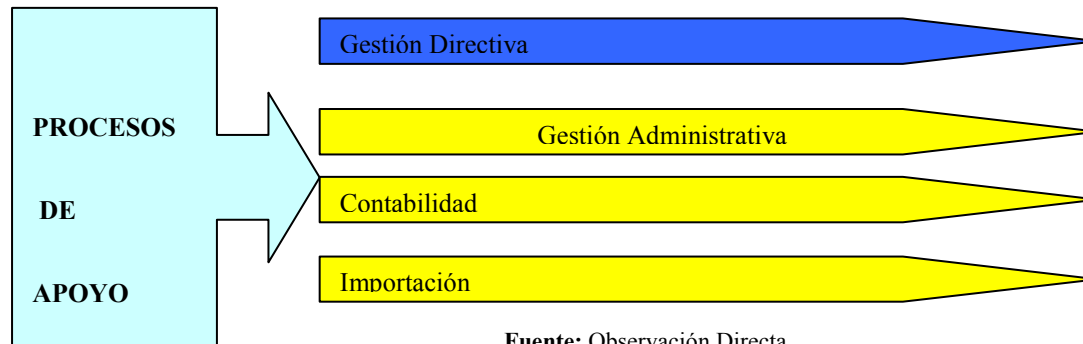 Gestión Directiva
PROCESOS
DE
APOYO
Gestión Administrativa
Contabilidad
Importación
Fuente: Observación Directa